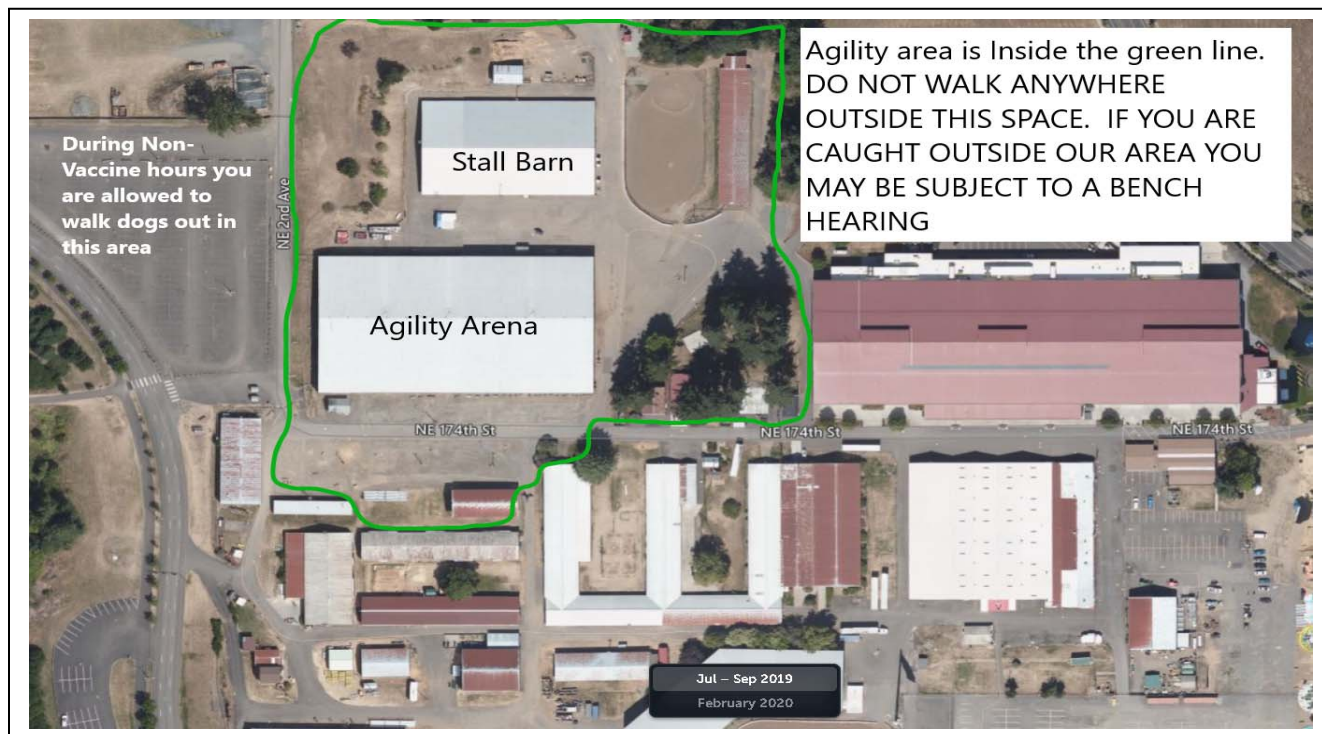 Agility area is Inside the green line.
DO NOT WALK ANYWHERE
OUTSIDE THIS SPACE.  IF YOU ARE
CAUGHT OUTSIDE OUR AREA YOU
MAY BE SUBJECT TO A BENCH
HEARING
During Non-
Vaccine hours you
are allowed to
walk dogs out in
this area
Stall Barn
NE 2nd Ave
Agility Arena
NE 174th St
NE 174th St
NE 174th St
Jul – Sep 2019
February 2020